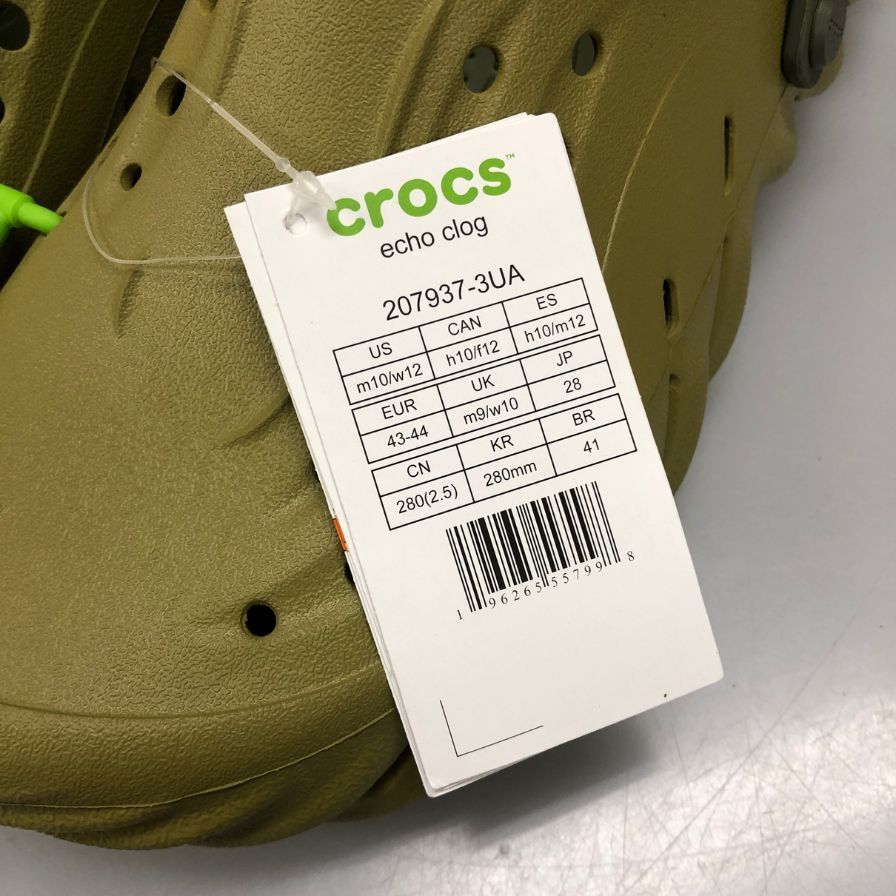 crocs™
echo clog
207937-3UA
US CAN ES
m10/w12 h10/f12 h10/m12
EUR UK JP
43-44 m9/w10 28
CN KR BR
280(2.5) 280mm 41
1 96265 55799 8